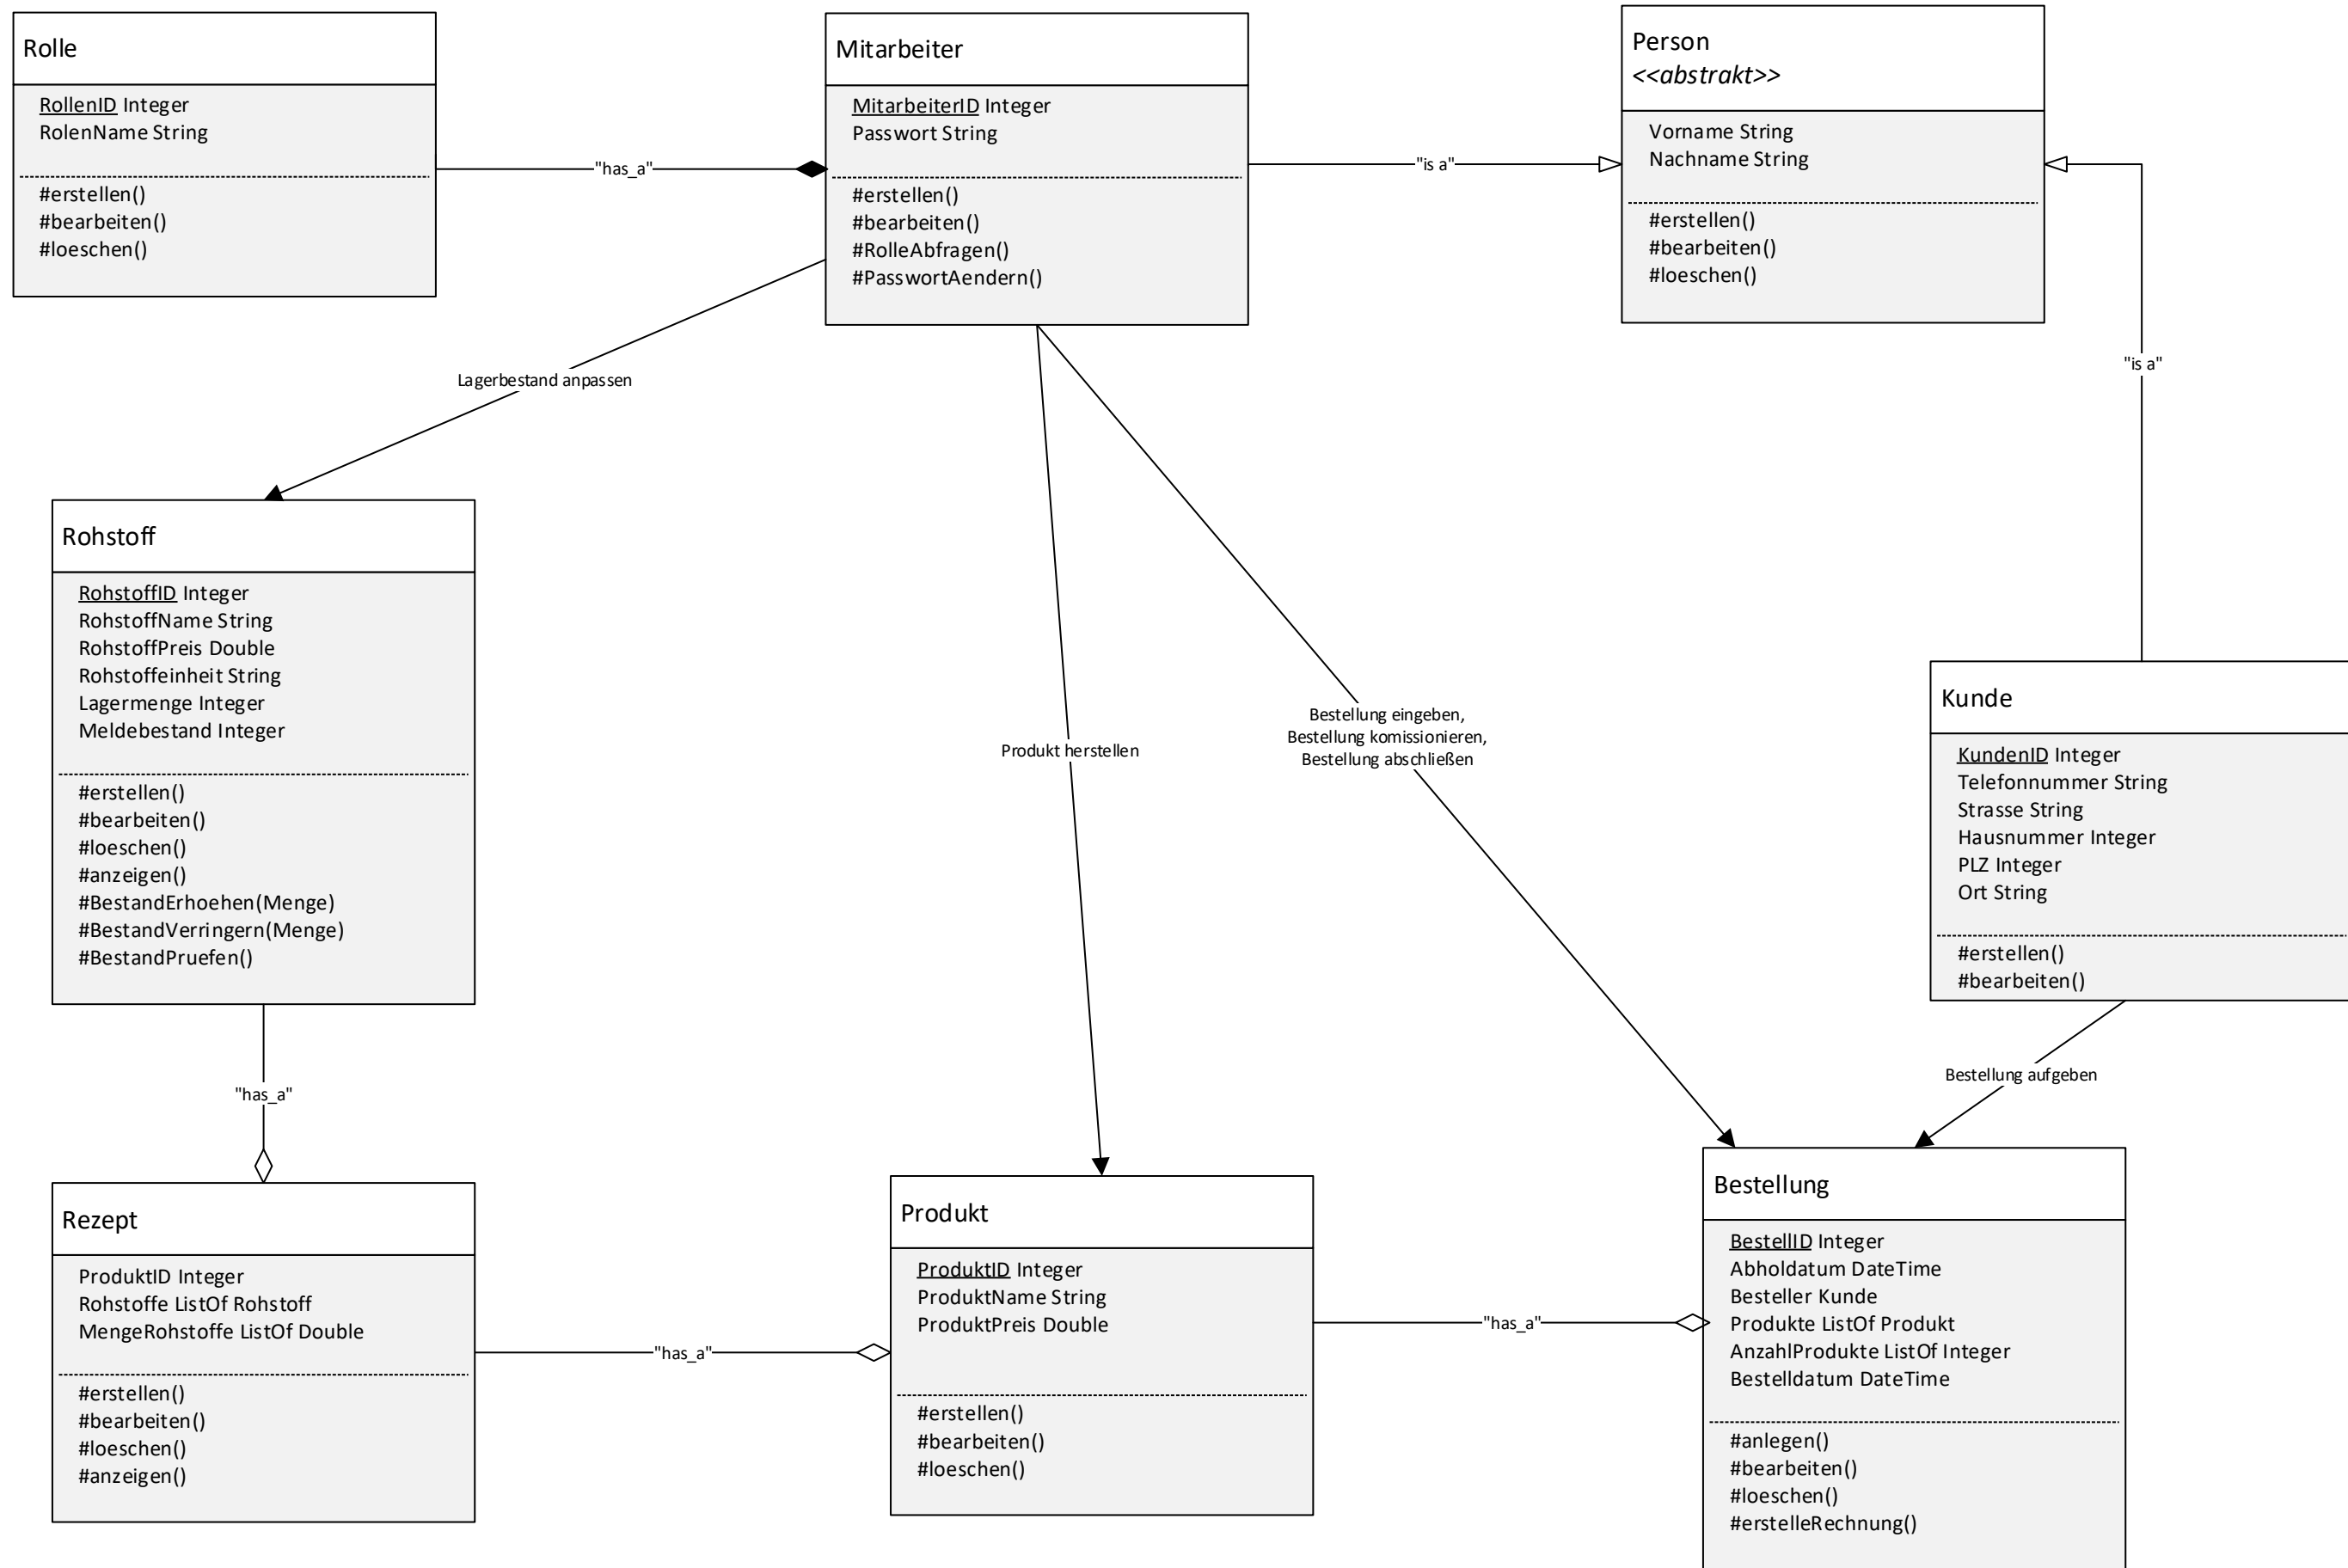 Rolle
RollenID Integer
RolenName String
#erstellen()
#bearbeiten()
#loeschen()
"has_a"
Mitarbeiter
MitarbeiterID Integer
Passwort String
#erstellen()
#bearbeiten()
#RolleAbfragen()
#PasswortAendern()
"is a"
Person
<<abstrakt>>
Vorname String
Nachname String
#erstellen()
#bearbeiten()
#loeschen()
"is a"
Lagerbestand anpassen
Rohstoff
RohstoffID Integer
RohstoffName String
RohstoffPreis Double
Rohstoffeinheit String
Lagermenge Integer
Meldebestand Integer
#erstellen()
#bearbeiten()
#loeschen()
#anzeigen()
#BestandErhoehen(Menge)
#BestandVerringern(Menge)
#BestandPruefen()
Produkt herstellen
Bestellung eingeben,
Bestellung komissionieren,
Bestellung abschließen
Kunde
KundenID Integer
Telefonnummer String
Strasse String
Hausnummer Integer
PLZ Integer
Ort String
#erstellen()
#bearbeiten()
"has_a"
Bestellung aufgeben
Rezept
ProduktID Integer
Rohstoffe ListOf Rohstoff
MengeRohstoffe ListOf Double
#erstellen()
#bearbeiten()
#loeschen()
#anzeigen()
"has_a"
Produkt
ProduktID Integer
ProduktName String
ProduktPreis Double
#erstellen()
#bearbeiten()
#loeschen()
"has_a"
Bestellung
BestellID Integer
Abholdatum DateTime
Besteller Kunde
Produkte ListOf Produkt
AnzahlProdukte ListOf Integer
Bestelldatum DateTime
#anlegen()
#bearbeiten()
#loeschen()
#erstelleRechnung()